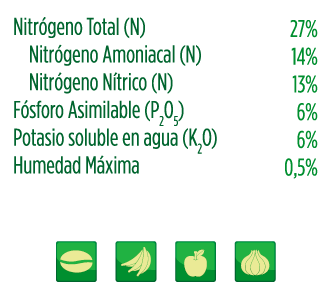 Nitrógeno Total (N) 27%
Nitrógeno Amoniacal (N) 14%
Nitrógeno Nítrico (N) 13%
Fósforo Asimilable (P₂O₅) 6%
Potasio soluble en agua (K₂O) 6%
Humedad Máxima 0,5%